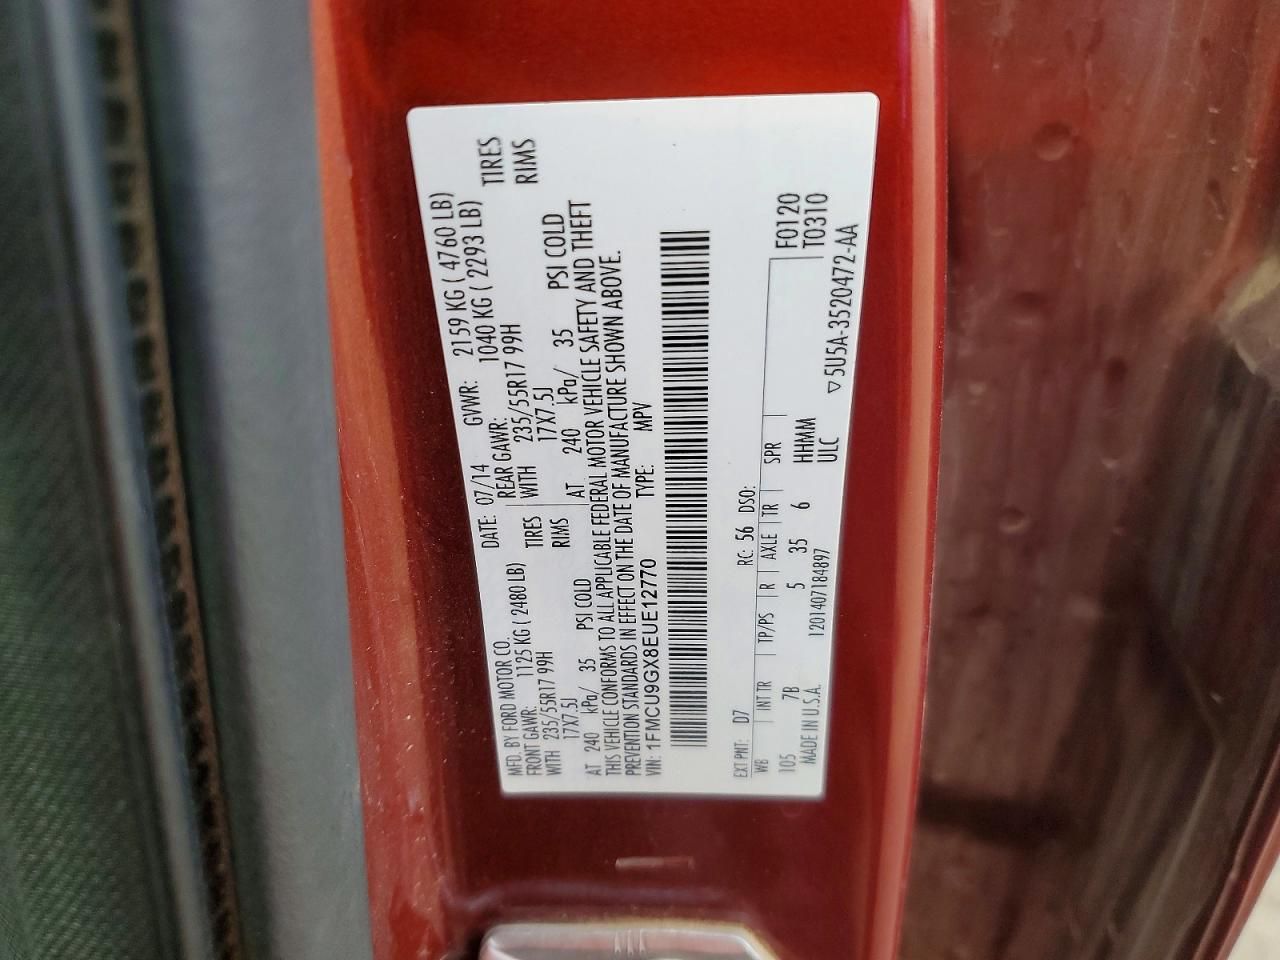 MFD. BY FORD MOTOR CO.
DATE: 07/14 GVWR: 2159 KG ( 4760 LB)
FRONT GAWR: 1125 KG ( 2480 LB) REAR GAWR: 1040 KG ( 2293 LB)
WITH 235/55R17 99H TIRES WITH 235/55R17 99H TIRES
17X7.5J RIMS 17X7.5J RIMS
AT 240 kPa/ 35 PSI COLD AT 240 kPa/ 35 PSI COLD
THIS VEHICLE CONFORMS TO ALL APPLICABLE FEDERAL MOTOR VEHICLE SAFETY AND THEFT
PREVENTION STANDARDS IN EFFECT ON THE DATE OF MANUFACTURE SHOWN ABOVE.
VIN: 1FMCU9GX8EUE12770 TYPE: MPV
EXT PNT: D7 RC: 56 DSO: F0120
WB INT TR TP/PS R AXLE TR SPR T0310
105 7B 5 35 6 HHMM
MADE IN U.S.A. 1201407184897 ULC ▽5U5A-3520472-AA